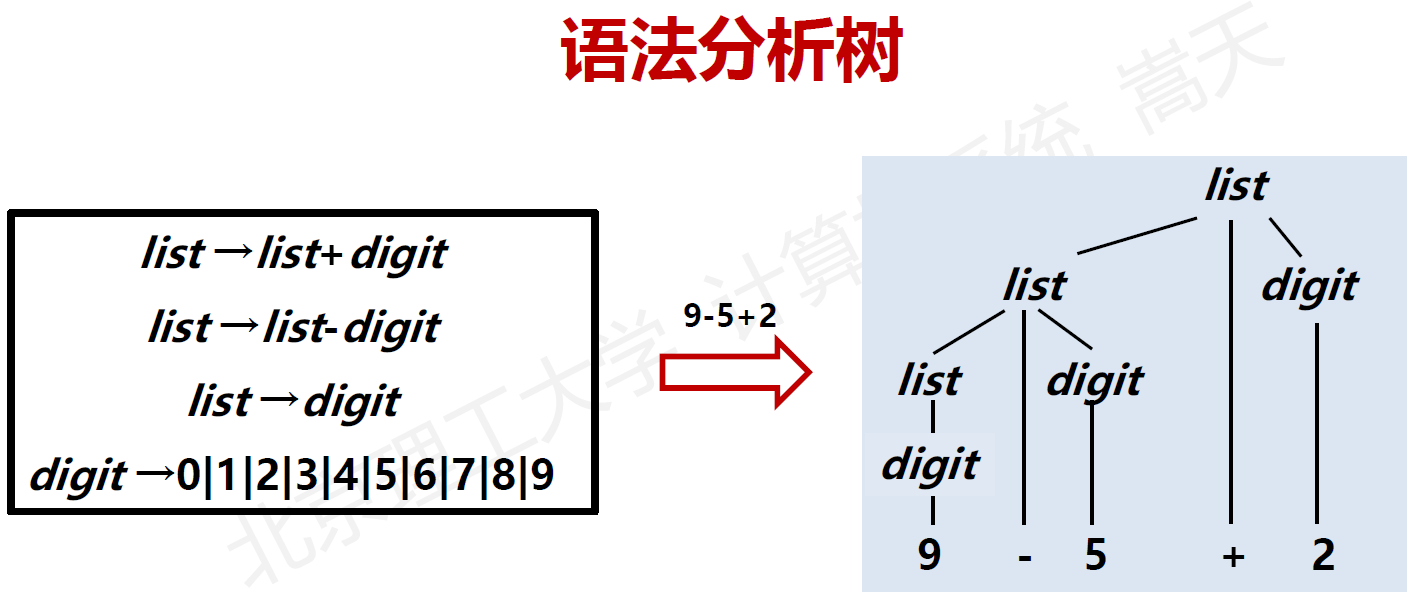 语法分析树
list →list+ digit
list →list- digit
list →digit
digit →0|1|2|3|4|5|6|7|8|9
9-5+2
list
list digit
list digit
digit
9 - 5 + 2
北京理工大学 计算 系统 嵩天